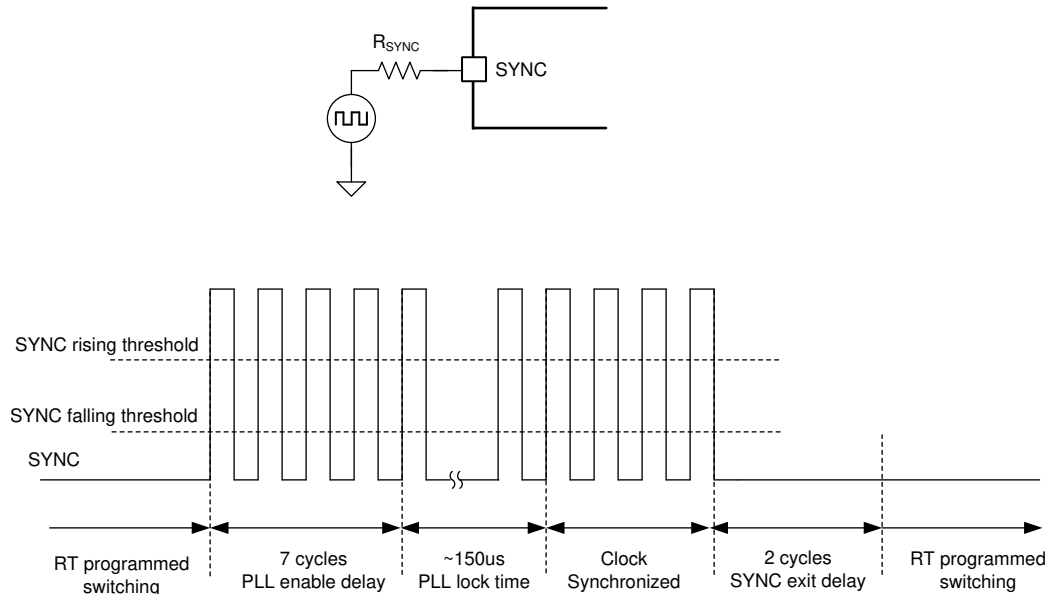 RSYNC
SYNC
SYNC rising threshold
SYNC falling threshold
SYNC
RT programmed
switching
7 cycles
PLL enable delay
~150us
PLL lock time
Clock
Synchronized
2 cycles
SYNC exit delay
RT programmed
switching